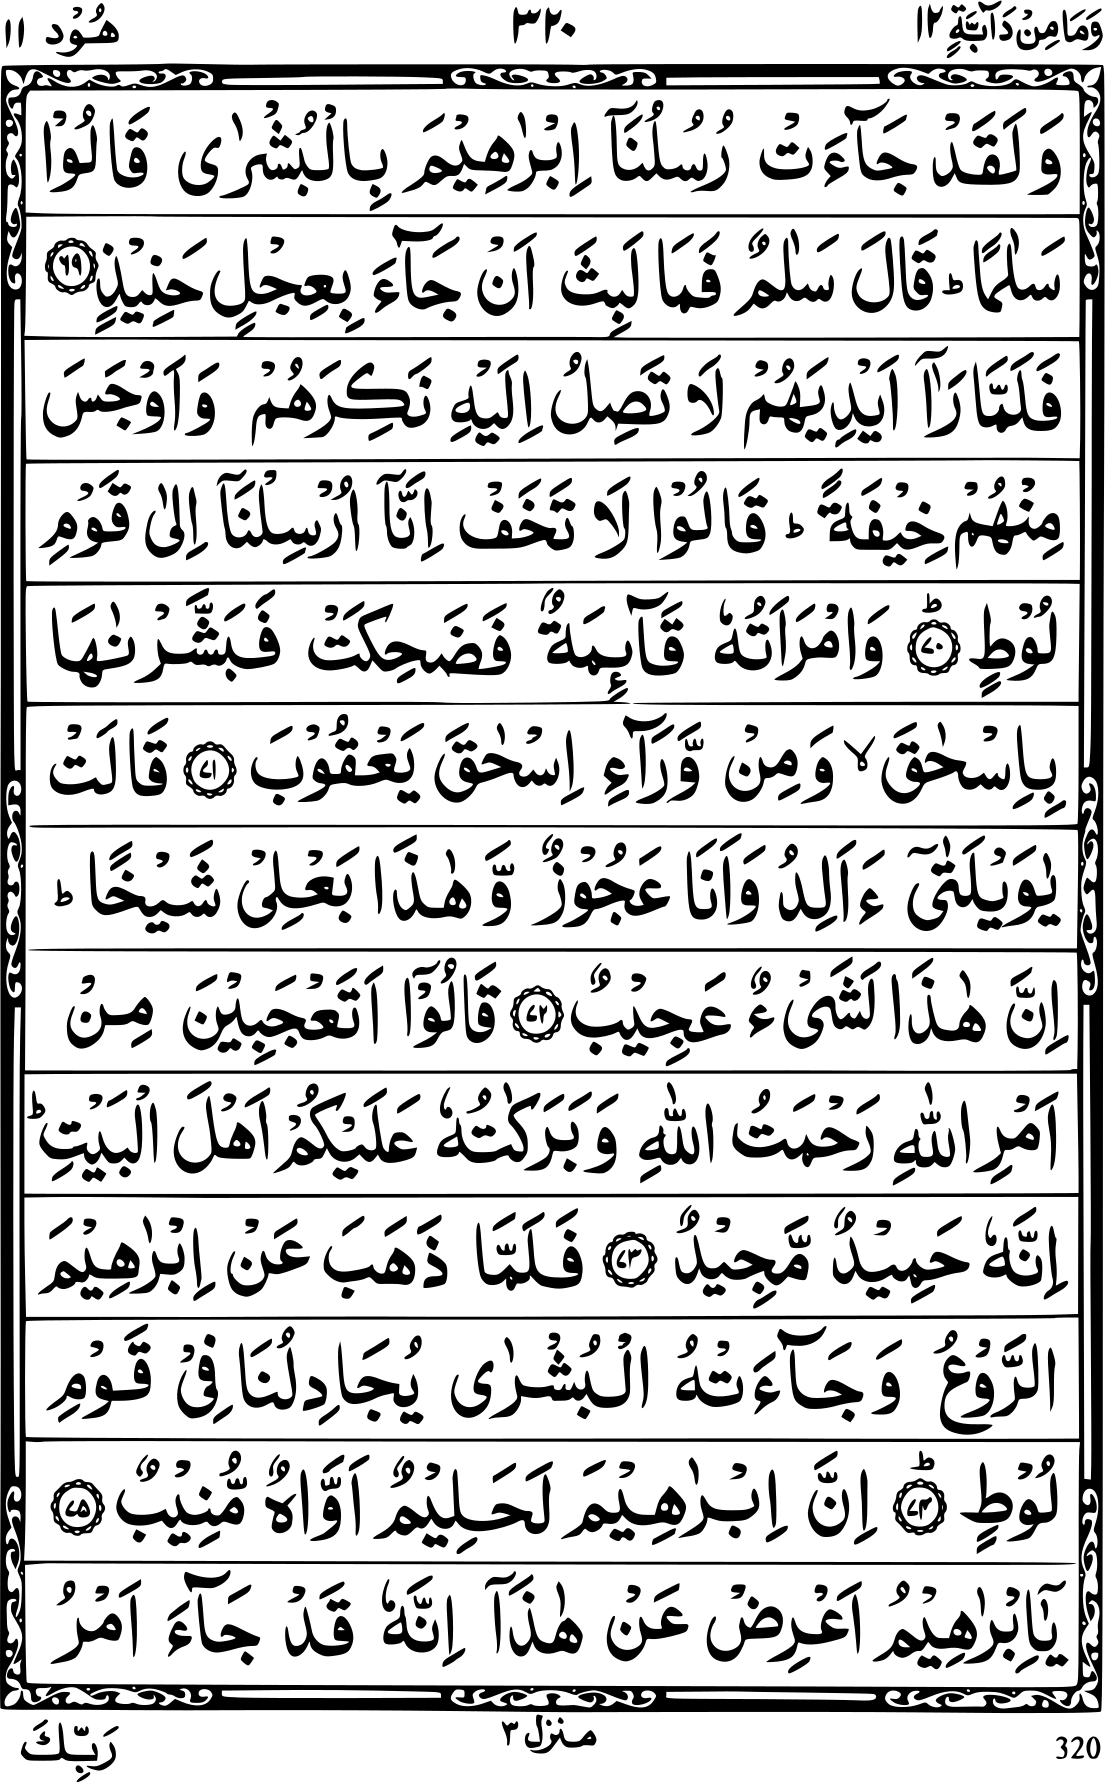 وَمَا مِنْ دَآبَّةٍ ١٢ ٣٢٠ هُوْد ١١
وَلَقَدْ جَآءَتْ رُسُلُنَآ اِبْرٰهِيْمَ بِالْبُشْرٰى قَالُوْا
سَلٰمًا ؕ قَالَ سَلٰمٌ فَمَا لَبِثَ اَنْ جَآءَ بِعِجْلٍ حَنِيْذٍ ۝٦٩
فَلَمَّا رَاٰۤ اَيْدِيَهُمْ لَا تَصِلُ اِلَيْهِ نَكِرَهُمْ وَاَوْجَسَ
مِنْهُمْ خِيْفَةً ؕ قَالُوْا لَا تَخَفْ اِنَّآ اُرْسِلْنَآ اِلٰى قَوْمِ
لُوْطٍ ۝٧٠ؕ وَامْرَاَتُهٗ قَآئِمَةٌ فَضَحِكَتْ فَبَشَّرْنٰهَا
بِاِسْحٰقَ ۙ وَمِنْ وَّرَآءِ اِسْحٰقَ يَعْقُوْبَ ۝٧١ قَالَتْ
يٰوَيْلَتٰٓى ءَاَلِدُ وَاَنَا عَجُوْزٌ وَّهٰذَا بَعْلِىْ شَيْخًا ؕ
اِنَّ هٰذَا لَشَىْءٌ عَجِيْبٌ ۝٧٢ قَالُوْٓا اَتَعْجَبِيْنَ مِنْ
اَمْرِ اللّٰهِ رَحْمَتُ اللّٰهِ وَبَرَكٰتُهٗ عَلَيْكُمْ اَهْلَ الْبَيْتِ ؕ
اِنَّهٗ حَمِيْدٌ مَّجِيْدٌ ۝٧٣ فَلَمَّا ذَهَبَ عَنْ اِبْرٰهِيْمَ
الرَّوْعُ وَجَآءَتْهُ الْبُشْرٰى يُجَادِلُنَا فِىْ قَوْمِ
لُوْطٍ ۝٧٤ؕ اِنَّ اِبْرٰهِيْمَ لَحَلِيْمٌ اَوَّاهٌ مُّنِيْبٌ ۝٧٥
يٰٓاِبْرٰهِيْمُ اَعْرِضْ عَنْ هٰذَآ اِنَّهٗ قَدْ جَآءَ اَمْرُ
رَبِّكَ
منزل ٣
320